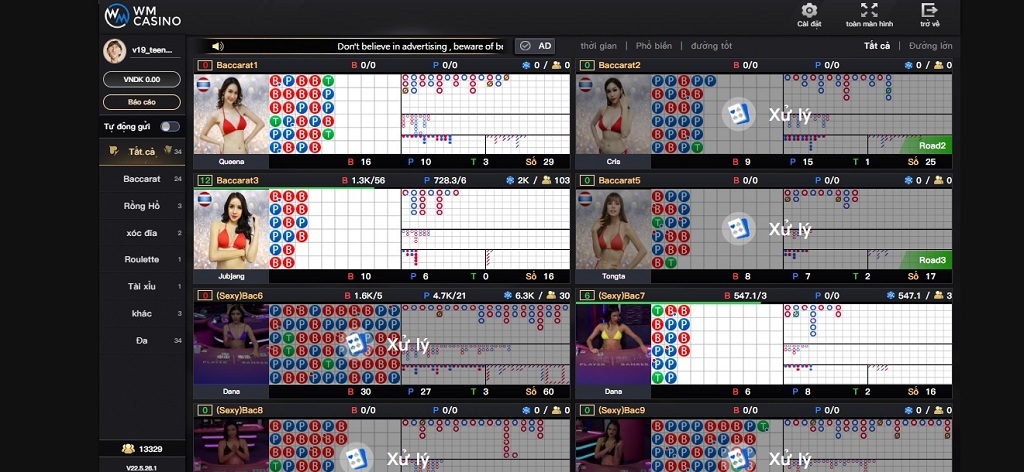 WM CASINO
Cài đặt
toàn màn hình
trở về
v19_teen...
VNDK 0.00
Báo cáo
Tự động gửi
Tất cả 34
Baccarat 24
Rồng Hổ 3
xóc đĩa 2
Roulette 1
Tài xỉu 1
khác 3
Đa 34
13329
V22.5.26.1
Don't believe in advertising , beware of be
AD
thời gian | Phổ biến | đường tốt
Tất cả | Đường lớn
0 Baccarat1 B 0/0 P 0/0 0 / 0
Queena B 16 P 10 T 3 Số 29
0 Baccarat2 B 0/0 P 0/0 0 / 0
Xử lý
Road2
Cris B 9 P 15 T 1 Số 25
12 Baccarat3 B 1.3K/56 P 728.3/6 2K / 103
Jubjang B 10 P 6 T 0 Số 16
0 Baccarat5 B 0/0 P 0/0 0 / 0
Xử lý
Road3
Tongta B 8 P 7 T 2 Số 17
0 (Sexy)Bac6 B 1.6K/5 P 4.7K/21 6.3K / 30
Xử lý
Dana B 30 P 27 T 3 Số 60
6 (Sexy)Bac7 B 547.1/3 P 0/0 547.1 / 3
PLAYER BANKER
Dana B 6 P 8 T 2 Số 16
0 (Sexy)Bac8 B 0/0 P 0/0 0 / 0
Xử lý
0 (Sexy)Bac9 B 0/0 P 0/0 0 / 0
Xử lý